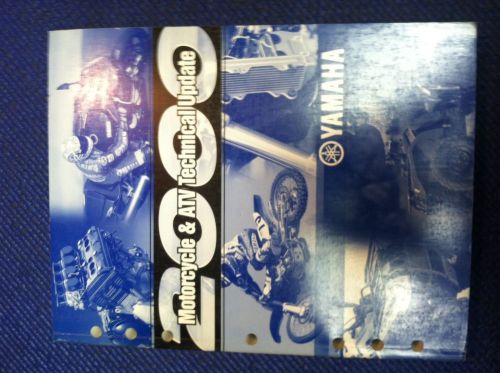 2000
Motorcycle & ATV Technical Update
YAMAHA